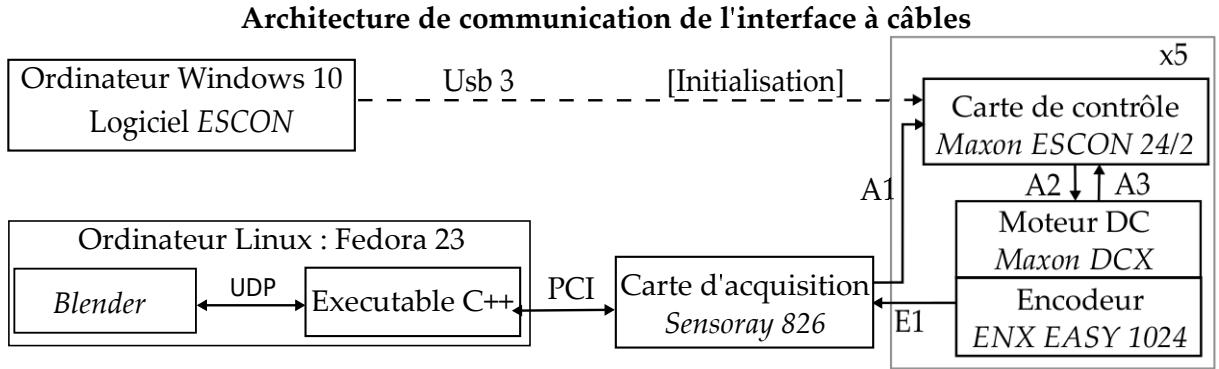 Architecture de communication de l'interface à câbles
x5
Ordinateur Windows 10
Logiciel ESCON
Usb 3
[Initialisation]
Carte de contrôle
Maxon ESCON 24/2
A1
A2
A3
Moteur DC
Maxon DCX
Encodeur
ENX EASY 1024
E1
Ordinateur Linux : Fedora 23
Blender
UDP
Executable C++
PCI
Carte d'acquisition
Sensoray 826